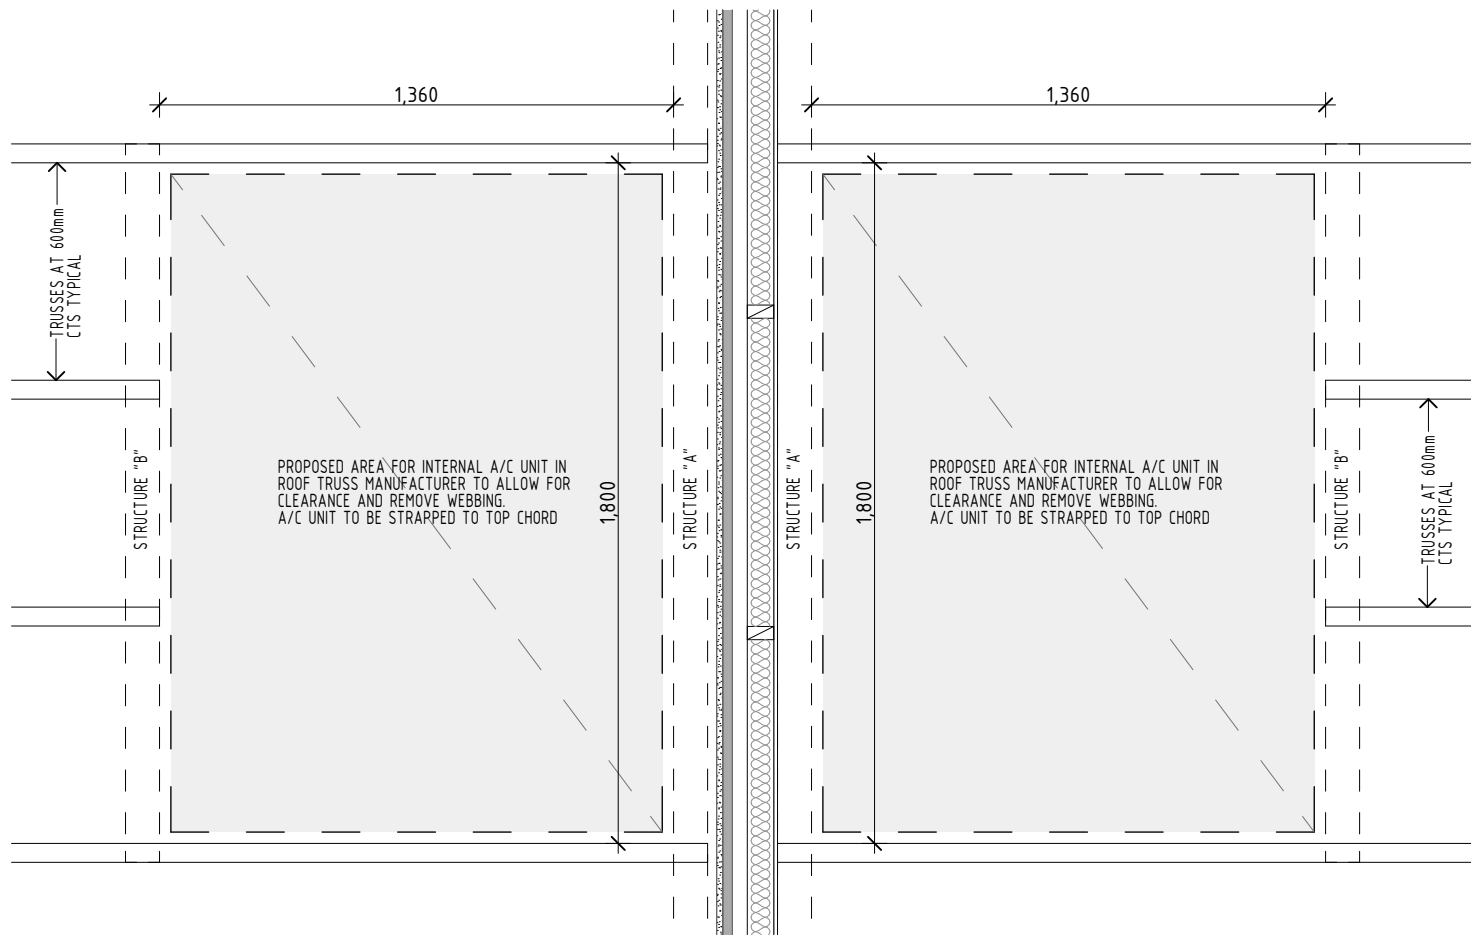 1,360
1,360
TRUSSES AT 600mm
CTS TYPICAL
STRUCTURE "B"
PROPOSED AREA FOR INTERNAL A/C UNIT IN
ROOF TRUSS MANUFACTURER TO ALLOW FOR
CLEARANCE AND REMOVE WEBBING.
A/C UNIT TO BE STRAPPED TO TOP CHORD
1,800
STRUCTURE "A"
STRUCTURE "A"
1,800
PROPOSED AREA FOR INTERNAL A/C UNIT IN
ROOF TRUSS MANUFACTURER TO ALLOW FOR
CLEARANCE AND REMOVE WEBBING.
A/C UNIT TO BE STRAPPED TO TOP CHORD
STRUCTURE "B"
TRUSSES AT 600mm
CTS TYPICAL